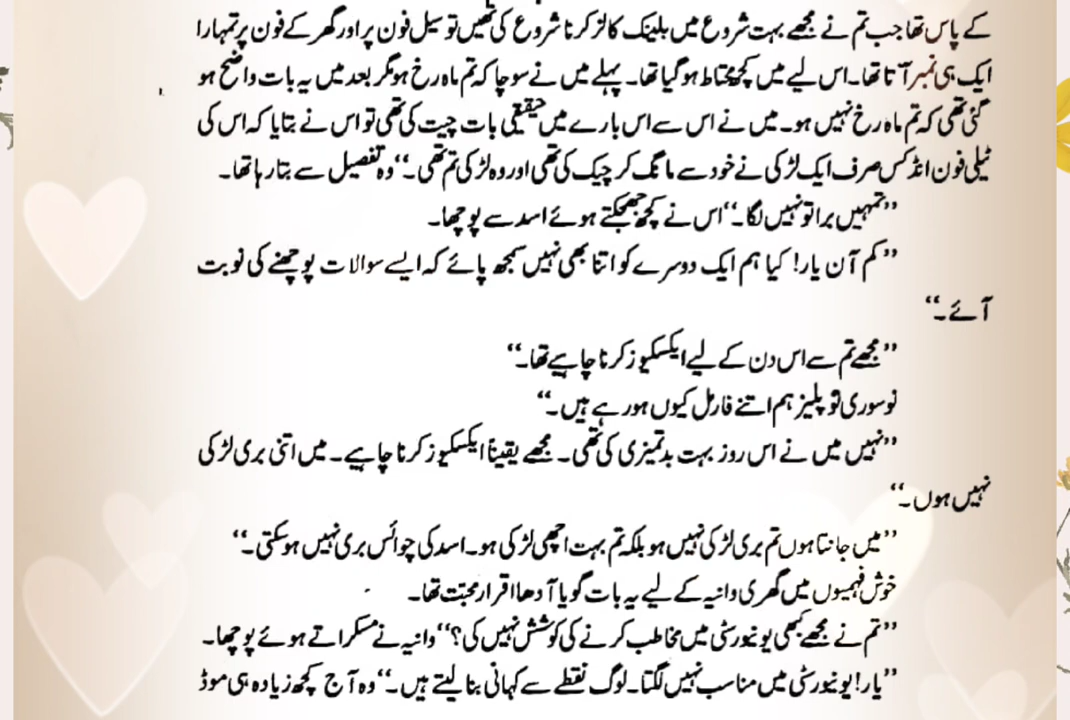 کے پاس تھا جب تم نے مجھے بہت شروع میں بلینک کالز کرنا شروع کی تھیں تو سیل فون پر اور گھر کے فون پر تمہارا
ایک ہی نمبر آتا تھا۔ اس لیے میں کچھ محتاط ہو گیا تھا۔ پہلے میں نے سوچا کہ تم ماہ رخ ہو مگر بعد میں یہ بات واضح ہو
گئی تھی کہ تم ماہ رخ نہیں ہو۔ میں نے اس سے اس بارے میں حقیقی بات چیت کی تھی تو اس نے بتایا کہ اس کی
ٹیلی فون انڈکس صرف ایک لڑکی نے خود سے مانگ کر چیک کی تھی اور وہ لڑکی تم تھی۔‘‘ وہ تفصیل سے بتا رہا تھا۔
’’تمہیں برا تو نہیں لگا۔‘‘ اس نے کچھ جھجکتے ہوئے اسد سے پوچھا۔
’’کم آن یار! کیا ہم ایک دوسرے کو اتنا بھی نہیں سمجھ پائے کہ ایسے سوالات پوچھنے کی نوبت
آئے۔‘‘
’’مجھے تم سے اس دن کے لیے ایکسکیوز کرنا چاہیے تھا۔‘‘
نو سوری تو پلیز ہم اتنے فارمل کیوں ہو رہے ہیں۔‘‘
’’نہیں میں نے اس روز بہت بدتمیزی کی تھی۔ مجھے یقیناً ایکسکیوز کرنا چاہیے۔ میں اتنی بری لڑکی
نہیں ہوں۔‘‘
’’میں جانتا ہوں تم بری لڑکی نہیں ہو بلکہ تم بہت اچھی لڑکی ہو۔ اسد کی چوائس بری نہیں ہو سکتی۔‘‘
خوش فہمیوں میں گھری وانیہ کے لیے یہ بات گویا آدھا اقرار محبت تھا۔
’’تم نے مجھے کبھی یونیورسٹی میں مخاطب کرنے کی کوشش نہیں کی؟‘‘ وانیہ نے مسکراتے ہوئے پوچھا۔
’’یار! یونیورسٹی میں مناسب نہیں لگتا۔ لوگ نقطے سے کہانی بنا لیتے ہیں۔‘‘ وہ آج کچھ زیادہ ہی موڈ